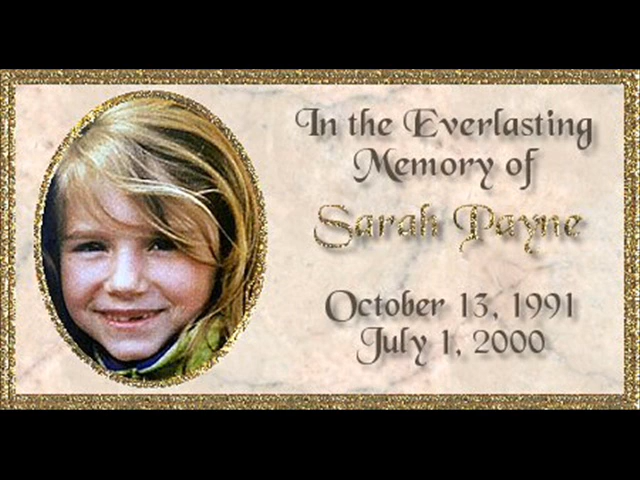 In the Everlasting
Memory of
Sarah Payne
October 13, 1991
July 1, 2000